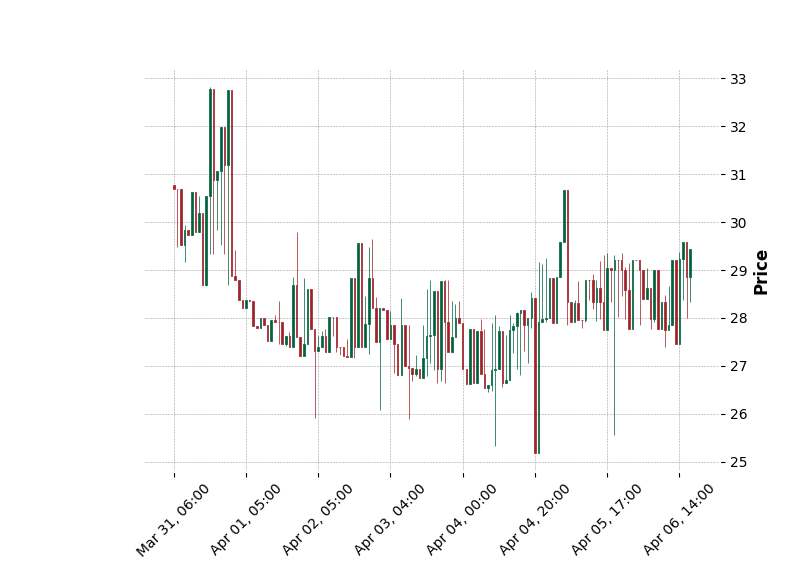 33
32
31
30
29
28
27
26
25
Price
Mar 31, 06:00
Apr 01, 05:00
Apr 02, 05:00
Apr 03, 04:00
Apr 04, 00:00
Apr 04, 20:00
Apr 05, 17:00
Apr 06, 14:00